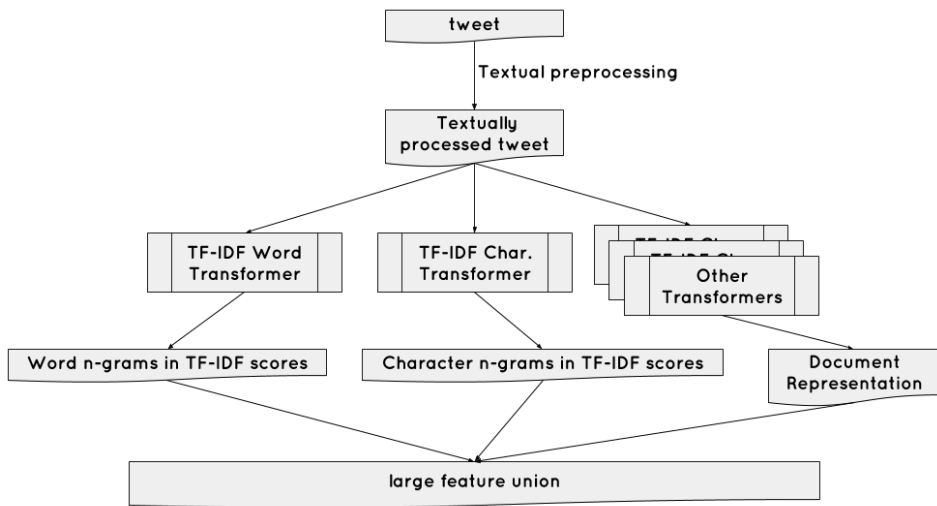 tweet
Textual preprocessing
Textually
processed tweet
TF-IDF Word
Transformer
TF-IDF Char.
Transformer
Other
Transformers
Word n-grams in TF-IDF scores
Character n-grams in TF-IDF scores
Document
Representation
large feature union